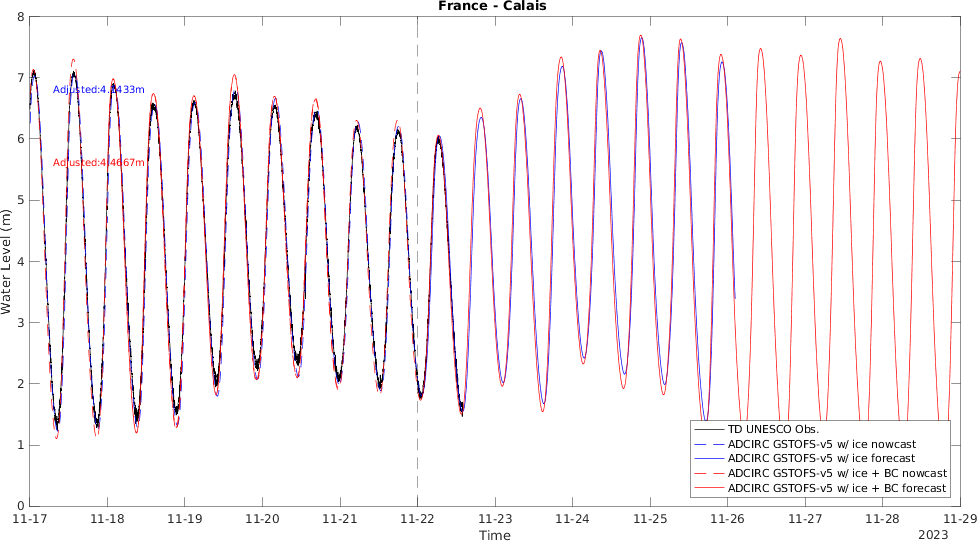 France - Calais
8
7
6
5
4
3
2
1
0
Water Level (m)
Adjusted:4.
433m
Adjusted:4.4667m
TD UNESCO Obs.
ADCIRC GSTOFS-v5 w/ ice nowcast
ADCIRC GSTOFS-v5 w/ ice forecast
ADCIRC GSTOFS-v5 w/ ice + BC nowcast
ADCIRC GSTOFS-v5 w/ ice + BC forecast
11-17 11-18 11-19 11-20 11-21 11-22 11-23 11-24 11-25 11-26 11-27 11-28 11-29
Time
2023